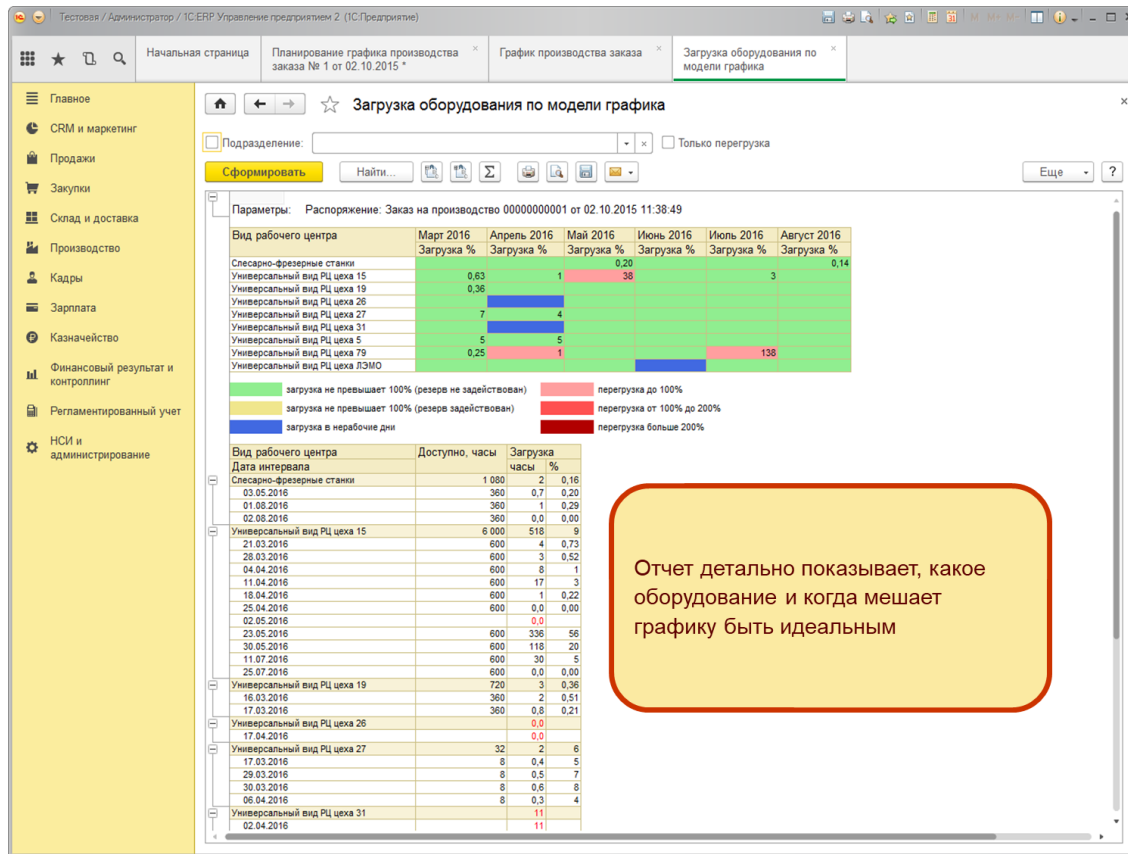 Тестовая / Администратор / 1С:ERP Управление предприятием 2 (1С:Предприятие)
M M+ M-
Начальная страница
Планирование графика производства заказа № 1 от 02.10.2015 *
График производства заказа
Загрузка оборудования по модели графика
Главное
CRM и маркетинг
Продажи
Закупки
Склад и доставка
Производство
Кадры
Зарплата
Казначейство
Финансовый результат и контроллинг
Регламентированный учет
НСИ и администрирование
Загрузка оборудования по модели графика
Подразделение: Только перегрузка
Сформировать Найти... Σ Еще ?
Параметры: Распоряжение: Заказ на производство 00000000001 от 02.10.2015 11:38:49
Вид рабочего центра Март 2016 Апрель 2016 Май 2016 Июнь 2016 Июль 2016 Август 2016
Загрузка % Загрузка % Загрузка % Загрузка % Загрузка % Загрузка %
Слесарно-фрезерные станки 0,20 0,14
Универсальный вид РЦ цеха 15 0,63 1 38 3
Универсальный вид РЦ цеха 19 0,36
Универсальный вид РЦ цеха 26
Универсальный вид РЦ цеха 27 7 4
Универсальный вид РЦ цеха 31
Универсальный вид РЦ цеха 5 5 5
Универсальный вид РЦ цеха 79 0,25 1 138
Универсальный вид РЦ цеха ЛЭМО
загрузка не превышает 100% (резерв не задействован) перегрузка до 100%
загрузка не превышает 100% (резерв задействован) перегрузка от 100% до 200%
загрузка в нерабочие дни перегрузка больше 200%
Вид рабочего центра Доступно, часы Загрузка
Дата интервала часы %
Слесарно-фрезерные станки 1 080 2 0,16
03.05.2016 360 0,7 0,20
01.08.2016 360 1 0,29
02.08.2016 360 0,0 0,00
Универсальный вид РЦ цеха 15 6 000 518 9
21.03.2016 600 4 0,73
28.03.2016 600 3 0,52
04.04.2016 600 8 1
11.04.2016 600 17 3
18.04.2016 600 1 0,22
25.04.2016 600 0,0 0,00
02.05.2016 0,0
23.05.2016 600 336 56
30.05.2016 600 118 20
11.07.2016 600 30 5
25.07.2016 600 0,0 0,00
Универсальный вид РЦ цеха 19 720 3 0,36
16.03.2016 360 2 0,51
17.03.2016 360 0,8 0,21
Универсальный вид РЦ цеха 26 0,0
17.04.2016 0,0
Универсальный вид РЦ цеха 27 32 2 6
17.03.2016 8 0,4 5
29.03.2016 8 0,5 7
30.03.2016 8 0,6 8
06.04.2016 8 0,3 4
Универсальный вид РЦ цеха 31 11
02.04.2016 11
Отчет детально показывает, какое
оборудование и когда мешает
графику быть идеальным